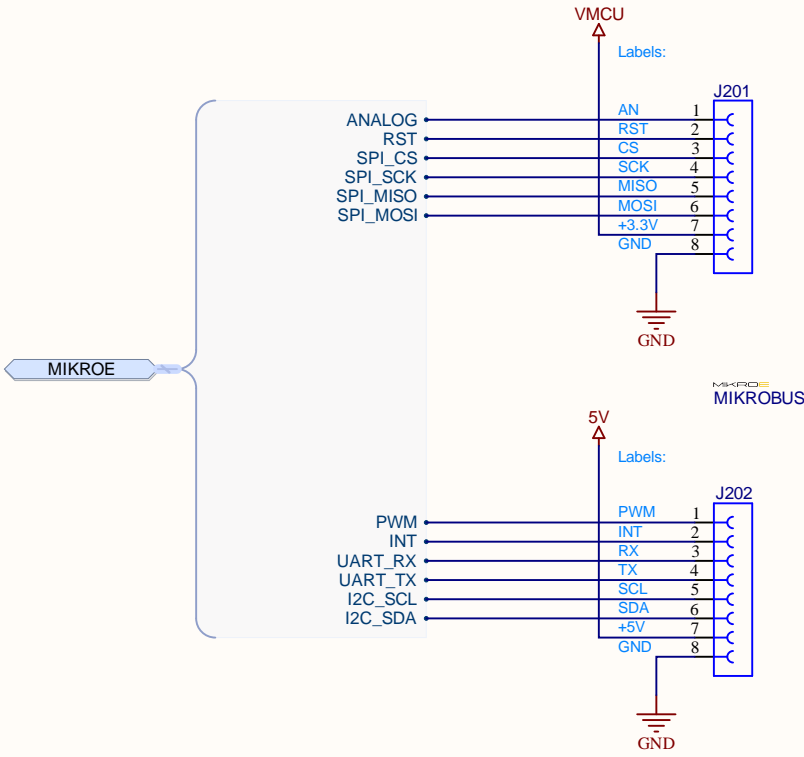 VMCU
Labels:
J201
ANALOG AN 1
RST RST 2
SPI_CS CS 3
SPI_SCK SCK 4
SPI_MISO MISO 5
SPI_MOSI MOSI 6
+3.3V 7
GND 8
GND
MIKROE
MIKROE
MIKROBUS
5V
Labels:
J202
PWM PWM 1
INT INT 2
UART_RX RX 3
UART_TX TX 4
I2C_SCL SCL 5
I2C_SDA SDA 6
+5V 7
GND 8
GND